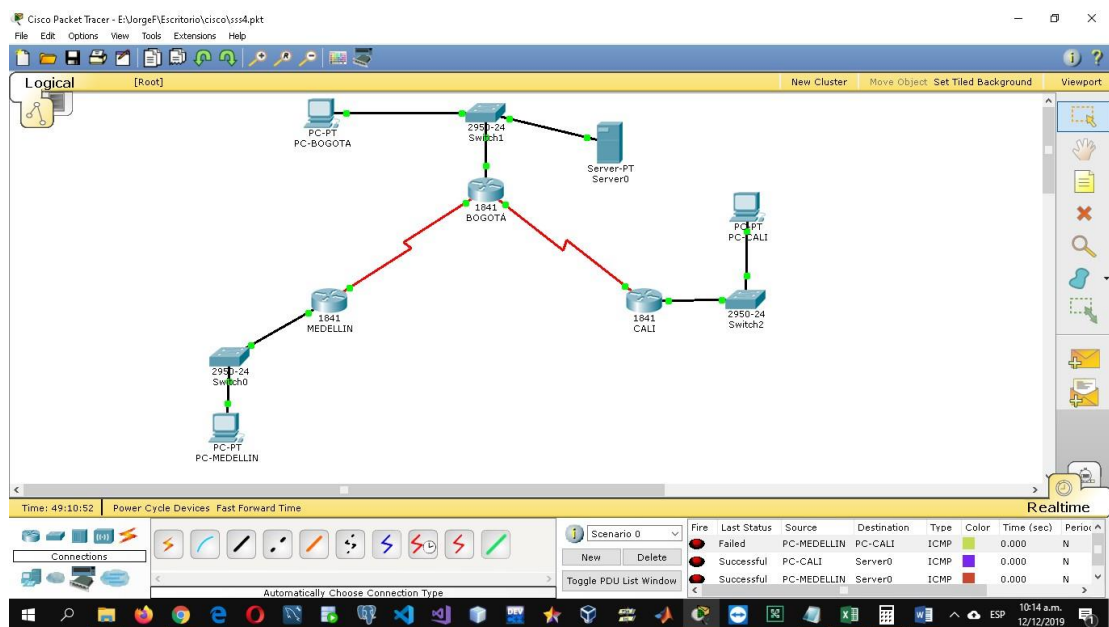 Cisco Packet Tracer - E:\JorgeF\Escritorio\cisco\sss4.pkt
File Edit Options View Tools Extensions Help
Logical [Root] New Cluster Move Object Set Tiled Background Viewport
PC-PT
PC-BOGOTA
2950-24
Switch1
Server-PT
Server0
1841
BOGOTÁ
PC-PT
PC-CALI
1841
MEDELLIN
1841
CALI
2950-24
Switch2
2950-24
Switch0
PC-PT
PC-MEDELLIN
Time: 49:10:52 Power Cycle Devices Fast Forward Time Realtime
Connections
Automatically Choose Connection Type
Scenario 0
New Delete
Toggle PDU List Window
Fire Last Status Source Destination Type Color Time (sec) Perioc
Failed PC-MEDELLIN PC-CALI ICMP 0.000 N
Successful PC-CALI Server0 ICMP 0.000 N
Successful PC-MEDELLIN Server0 ICMP 0.000 N
DEV
ESP
10:14 a.m.
12/12/2019